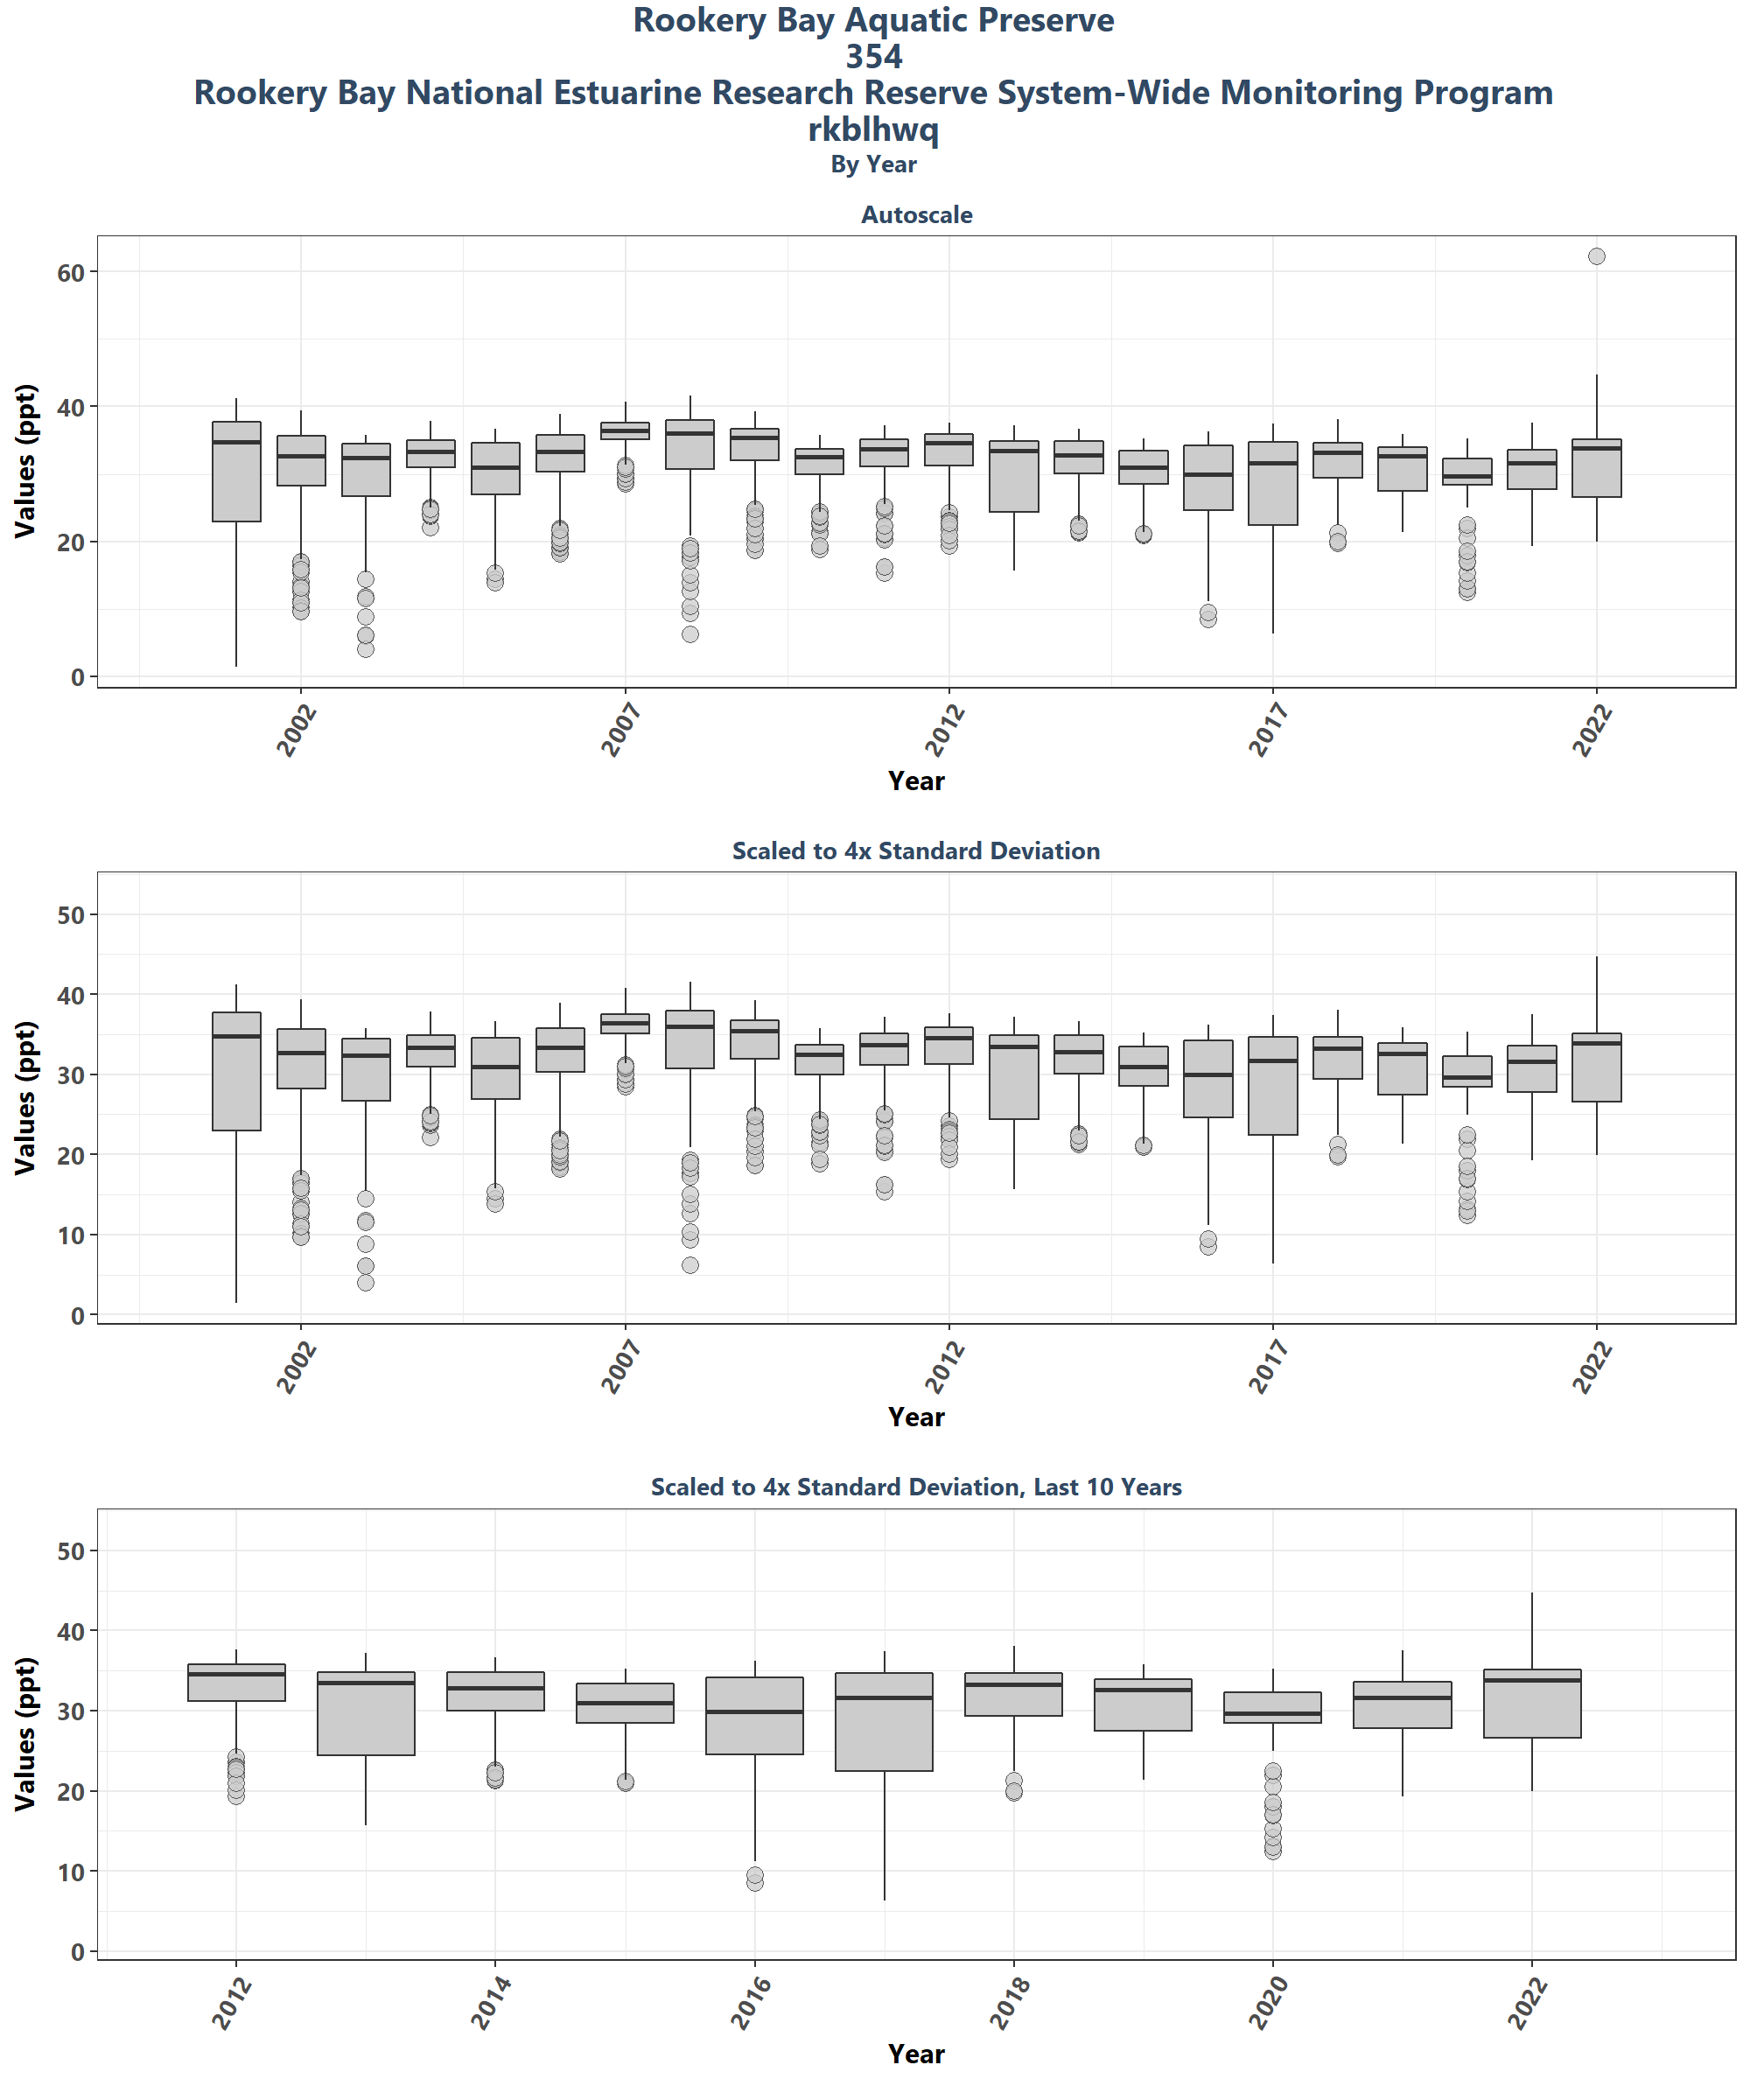 Rookery Bay Aquatic Preserve
354
Rookery Bay National Estuarine Research Reserve System-Wide Monitoring Program
rkblhwq
By Year
Autoscale
Values (ppt)
60
40
20
0
2002 2007 2012 2017 2022
Year
Scaled to 4x Standard Deviation
Values (ppt)
50
40
30
20
10
0
2002 2007 2012 2017 2022
Year
Scaled to 4x Standard Deviation, Last 10 Years
Values (ppt)
50
40
30
20
10
0
2012 2014 2016 2018 2020 2022
Year